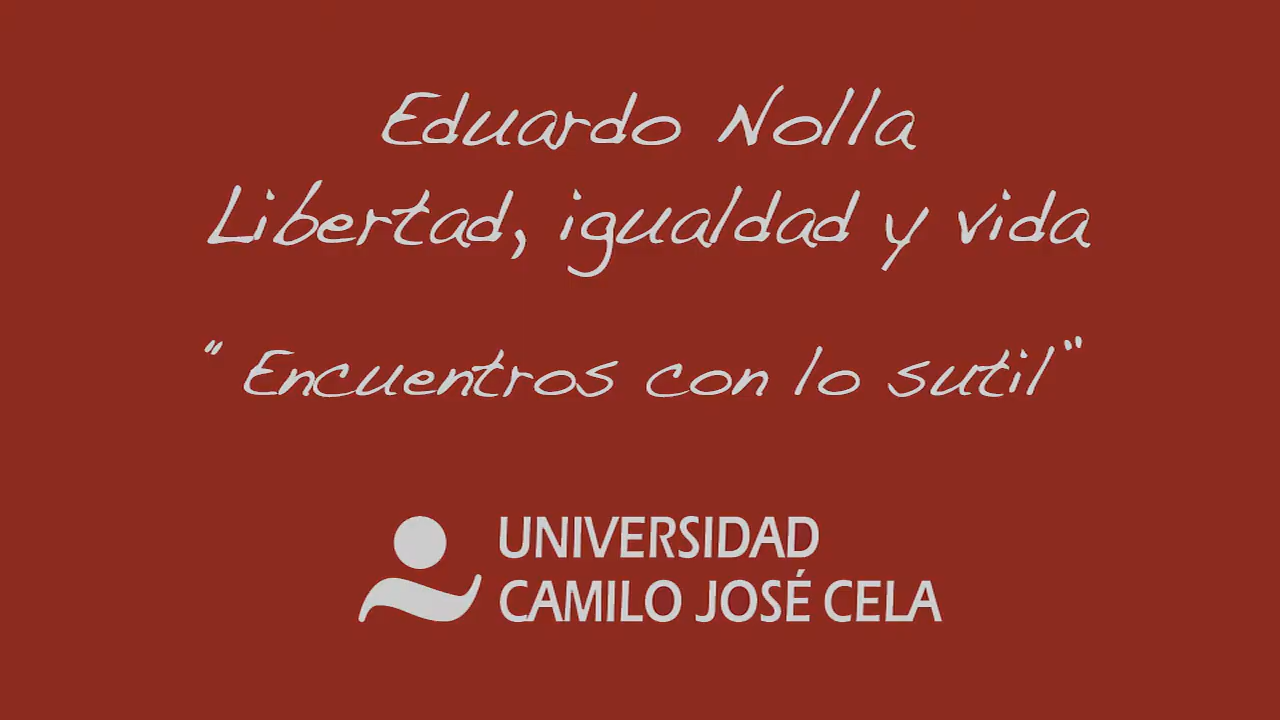 Eduardo Nolla
Libertad, igualdad y vida
"Encuentros con lo sutil"
UNIVERSIDAD
CAMILO JOSÉ CELA